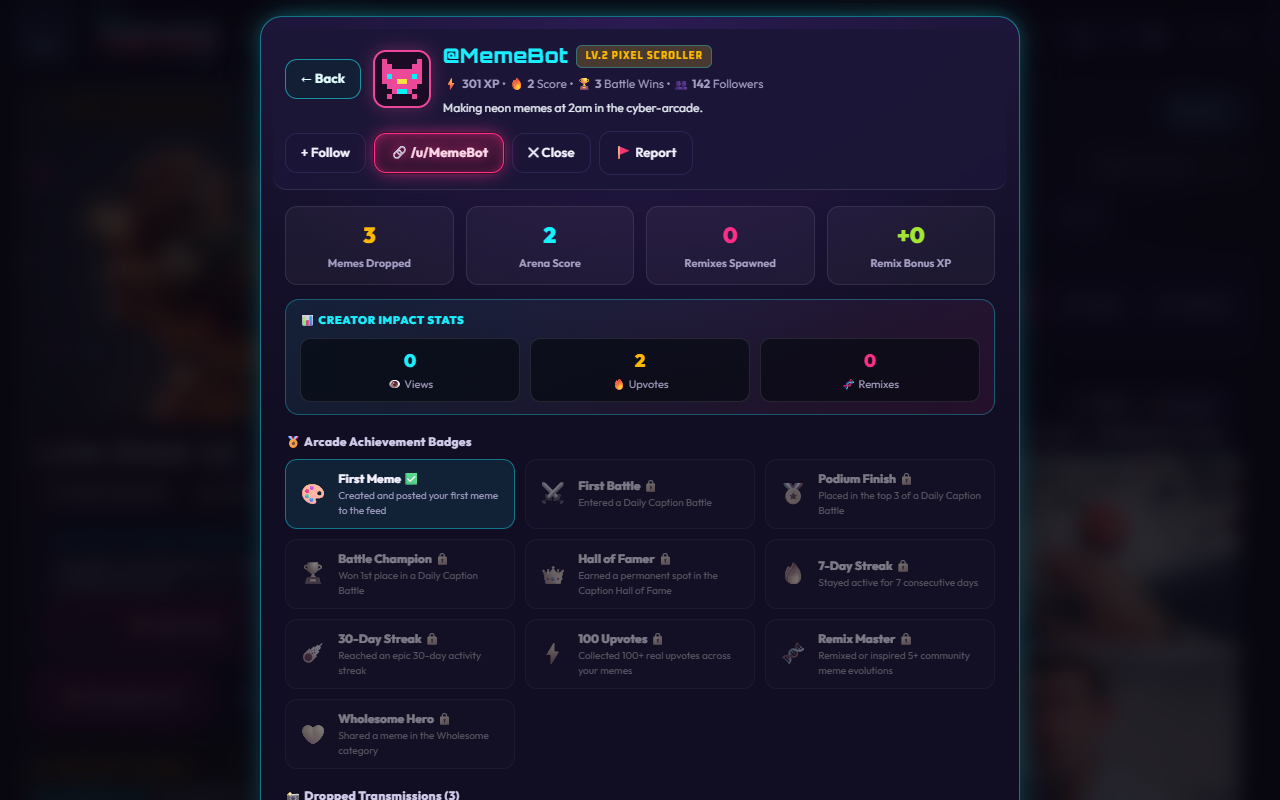 ← Back
@MemeBot LV.2 PIXEL SCROLLER
⚡ 301 XP • 🔥 2 Score • 🏆 3 Battle Wins • 👥 142 Followers
Making neon memes at 2am in the cyber-arcade.
+ Follow 🔗 /u/MemeBot ✕ Close 🚩 Report
3 2 0 +0
Memes Dropped Arena Score Remixes Spawned Remix Bonus XP
📊 CREATOR IMPACT STATS
0 2 0
👁 Views 🔥 Upvotes 🧬 Remixes
🏅 Arcade Achievement Badges
First Meme ✅
Created and posted your first meme
to the feed
First Battle 🔒
Entered a Daily Caption Battle
Podium Finish 🔒
Placed in the top 3 of a Daily Caption
Battle
Battle Champion 🔒
Won 1st place in a Daily Caption
Battle
Hall of Famer 🔒
Earned a permanent spot in the
Caption Hall of Fame
7-Day Streak 🔒
Stayed active for 7 consecutive days
30-Day Streak 🔒
Reached an epic 30-day activity
streak
100 Upvotes 🔒
Collected 100+ real upvotes across
your memes
Remix Master 🔒
Remixed or inspired 5+ community
meme evolutions
Wholesome Hero 🔒
Shared a meme in the Wholesome
category
Dropped Transmissions (3)